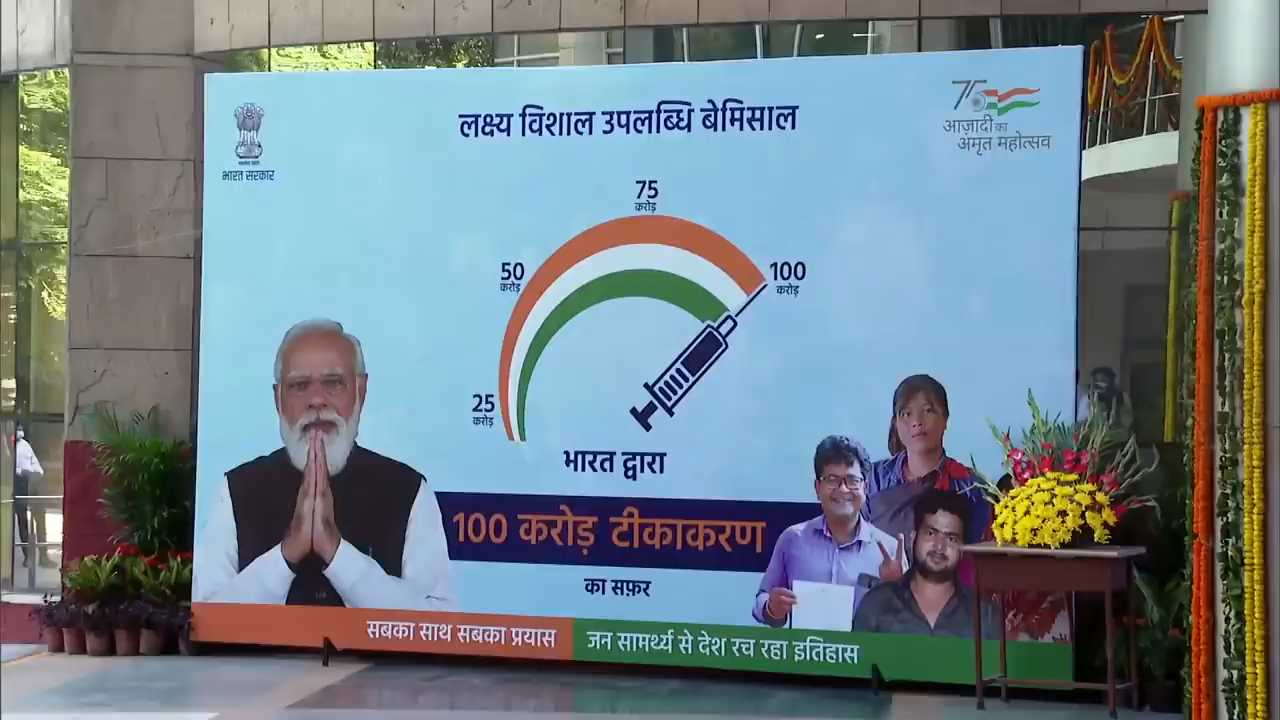 लक्ष्य विशाल उपलब्धि बेमिसाल
भारत सरकार
75
आज़ादी का
अमृत महोत्सव
75
करोड़
50
करोड़
100
करोड़
25
करोड़
भारत द्वारा
100 करोड़ टीकाकरण
का सफ़र
सबका साथ सबका प्रयास
जन सामर्थ्य से देश रच रहा इतिहास